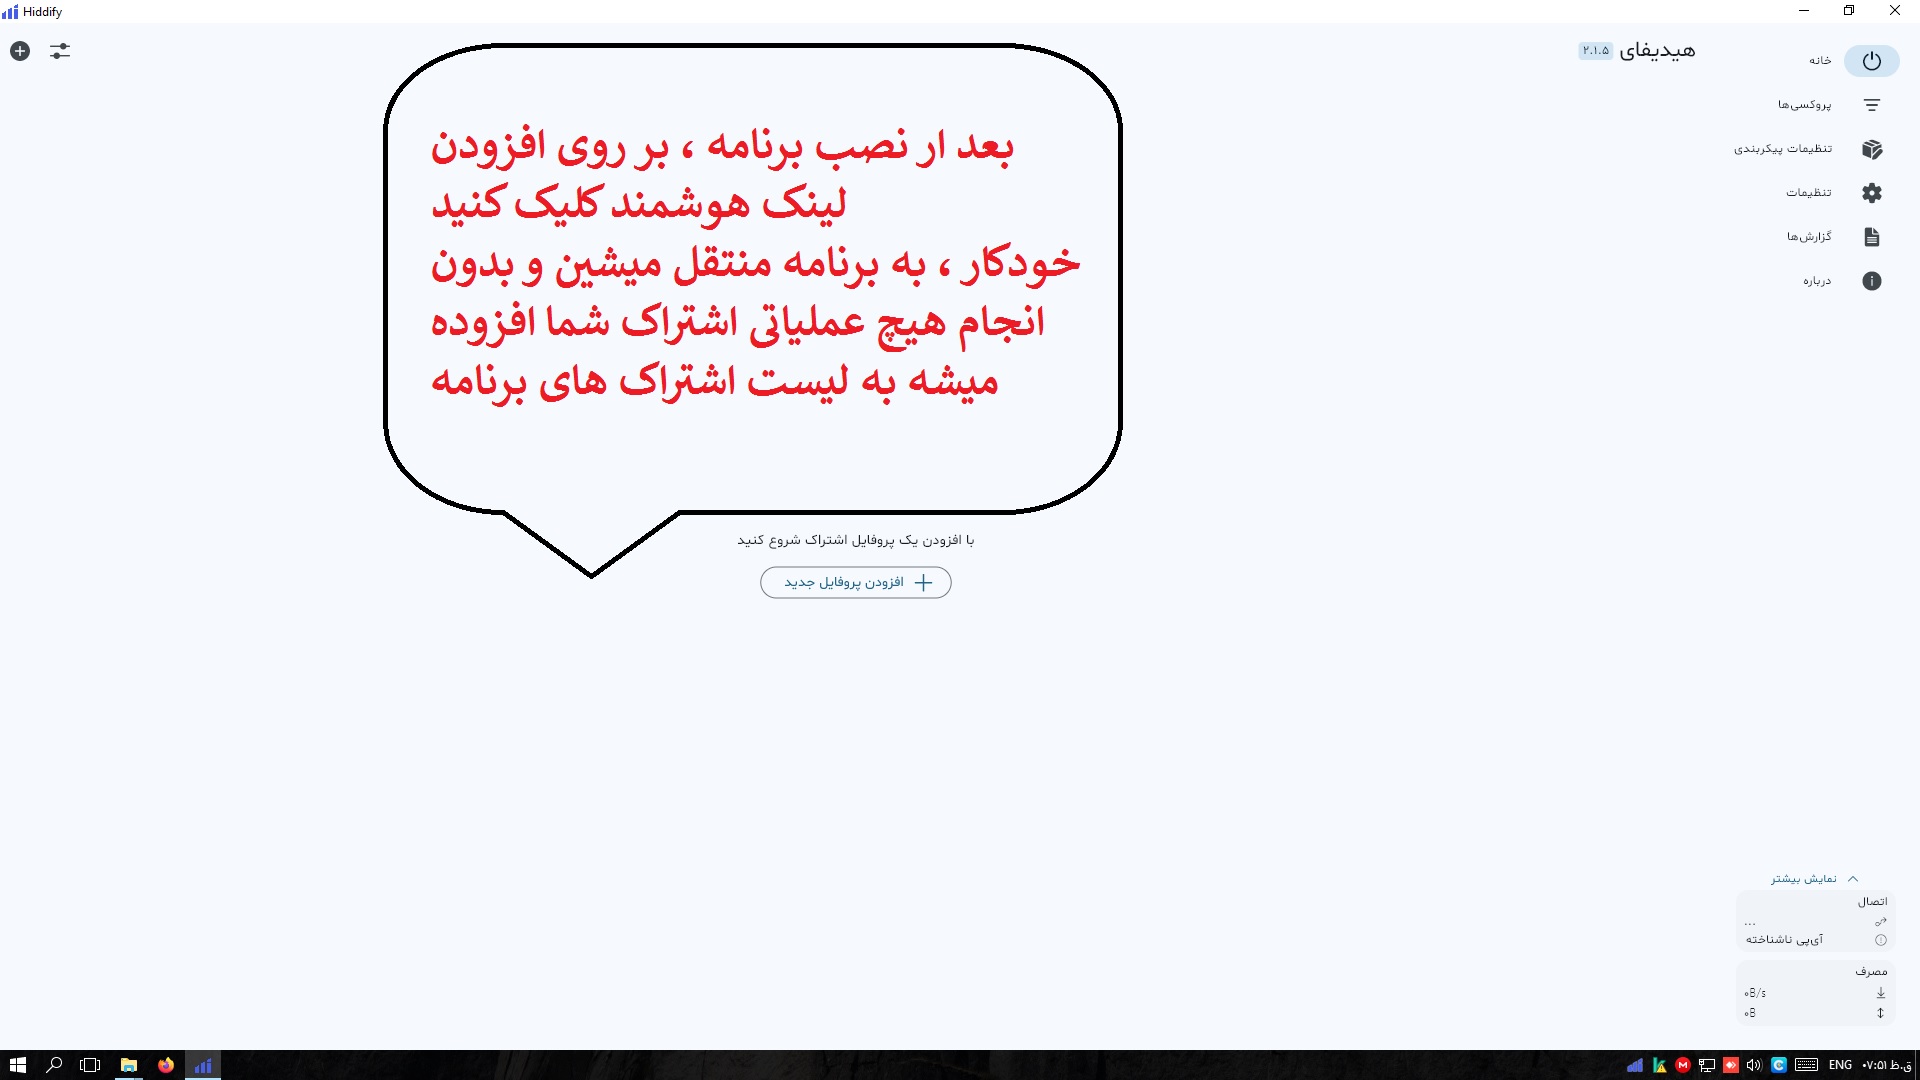 Hiddify
هیدیفای ۲.۱.۵
خانه
پروکسی‌ها
تنظیمات پیکربندی
تنظیمات
گزارش‌ها
درباره
بعد ار نصب برنامه ، بر روی افزودن
لینک هوشمند کلیک کنید
خودکار ، به برنامه منتقل میشین و بدون
انجام هیچ عملیاتی اشتراک شما افزوده
میشه به لیست اشتراک های برنامه
با افزودن یک پروفایل اشتراک شروع کنید
افزودن پروفایل جدید
نمایش بیشتر
اتصال
...
آی‌پی ناشناخته
مصرف
۰B/s
۰B
ENG ۰۷:۵۱ ق.ظ